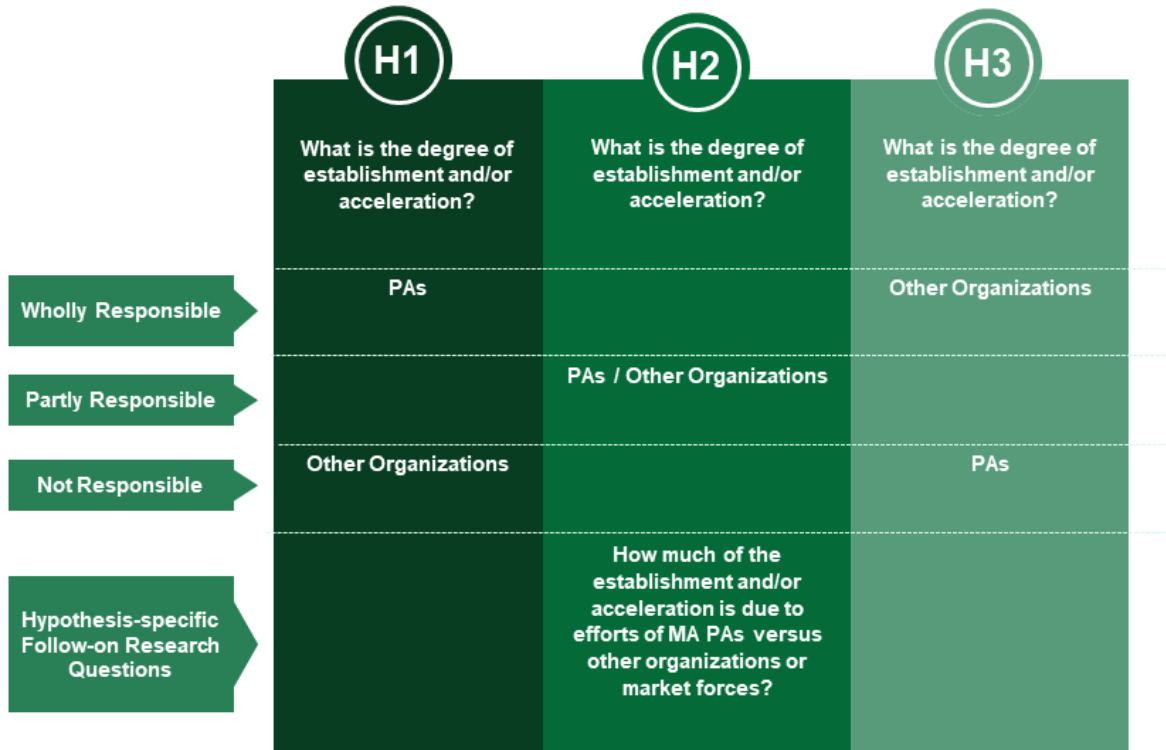 H1
H2
H3
What is the degree of
establishment and/or
acceleration?
What is the degree of
establishment and/or
acceleration?
What is the degree of
establishment and/or
acceleration?
Wholly Responsible
PAs
Other Organizations
Partly Responsible
PAs / Other Organizations
Not Responsible
Other Organizations
PAs
Hypothesis-specific
Follow-on Research
Questions
How much of the
establishment and/or
acceleration is due to
efforts of MA PAs versus
other organizations or
market forces?